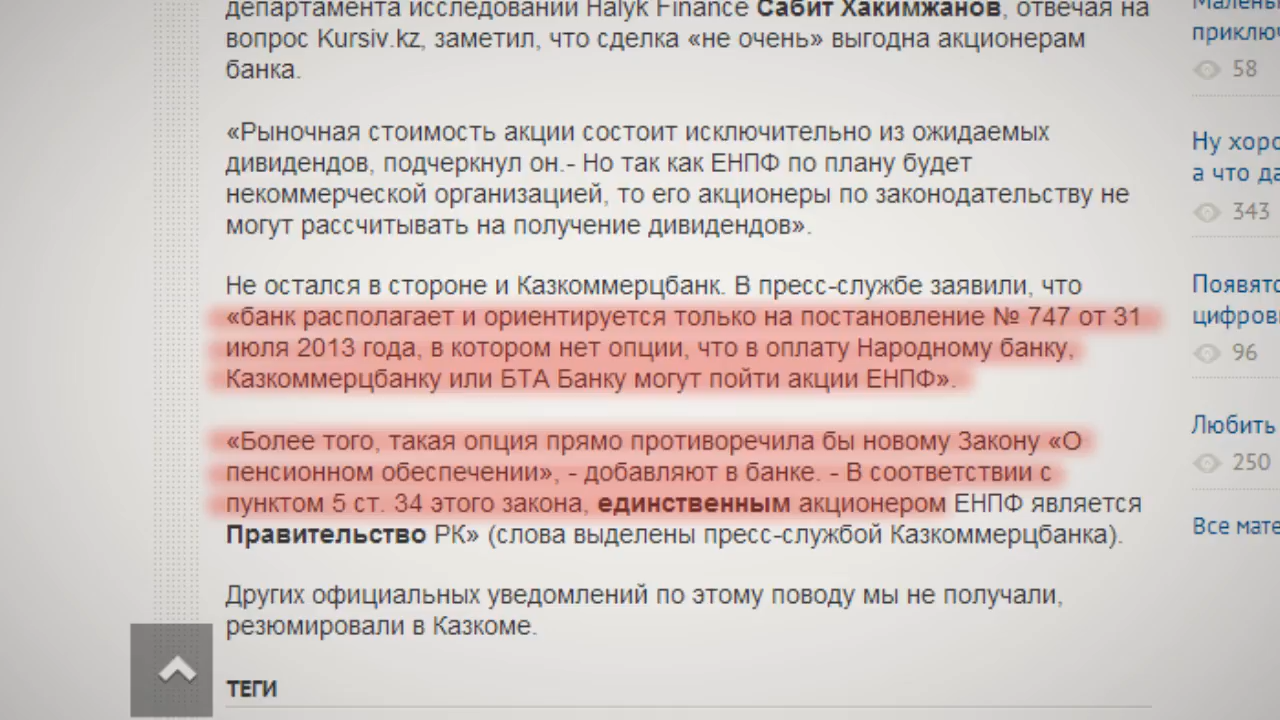 департамента исследований Halyk Finance Сабит Хакимжанов, отвечая на
вопрос Kursiv.kz, заметил, что сделка «не очень» выгодна акционерам
банка.
«Рыночная стоимость акции состоит исключительно из ожидаемых
дивидендов, подчеркнул он.- Но так как ЕНПФ по плану будет
некоммерческой организацией, то его акционеры по законодательству не
могут рассчитывать на получение дивидендов».
Не остался в стороне и Казкоммерцбанк. В пресс-службе заявили, что
«банк располагает и ориентируется только на постановление № 747 от 31
июля 2013 года, в котором нет опции, что в оплату Народному банку,
Казкоммерцбанку или БТА Банку могут пойти акции ЕНПФ».
«Более того, такая опция прямо противоречила бы новому Закону «О
пенсионном обеспечении», - добавляют в банке. - В соответствии с
пунктом 5 ст. 34 этого закона, единственным акционером ЕНПФ является
Правительство РК» (слова выделены пресс-службой Казкоммерцбанка).
Других официальных уведомлений по этому поводу мы не получали,
резюмировали в Казкоме.
ТЕГИ
58
Ну
а что
343
96
Любить
250
Все